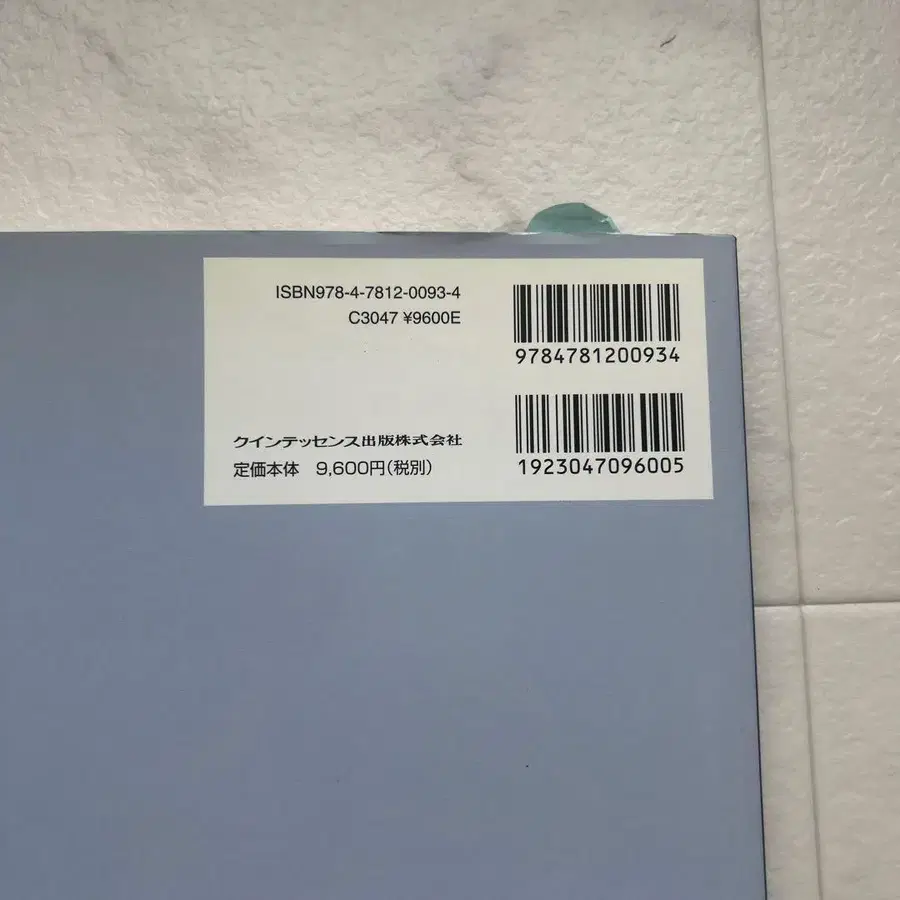 ISBN978-4-7812-0093-4
C3047 ¥9600E
9784781200934
1923047096005
クインテッセンス出版株式会社
定価本体 9,600円(税別)